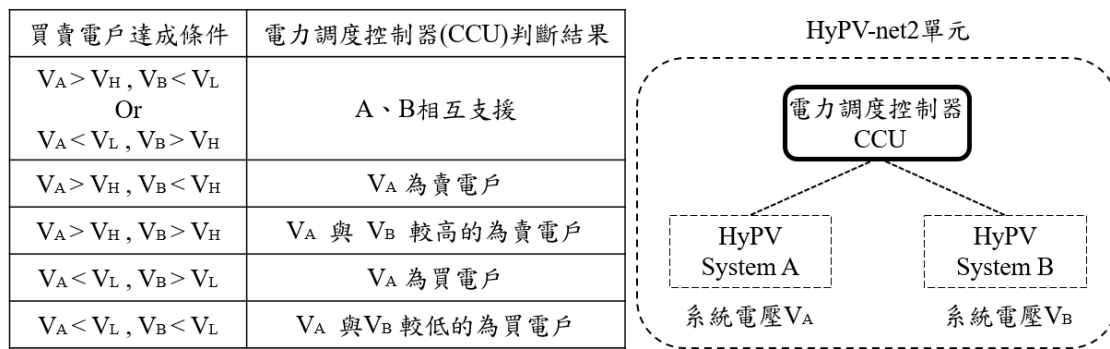 買賣電戶達成條件
電力調度控制器(CCU)判斷結果
VA > VH , VB < VL
Or
VA < VL , VB > VH
A、B相互支援
VA > VH , VB < VH
VA 為賣電戶
VA > VH , VB > VH
VA 與 VB 較高的為賣電戶
VA < VL , VB > VL
VA 為買電戶
VA < VL , VB < VL
VA 與VB 較低的為買電戶
HyPV-net2單元
電力調度控制器
CCU
HyPV
System A
HyPV
System B
系統電壓VA
系統電壓VB